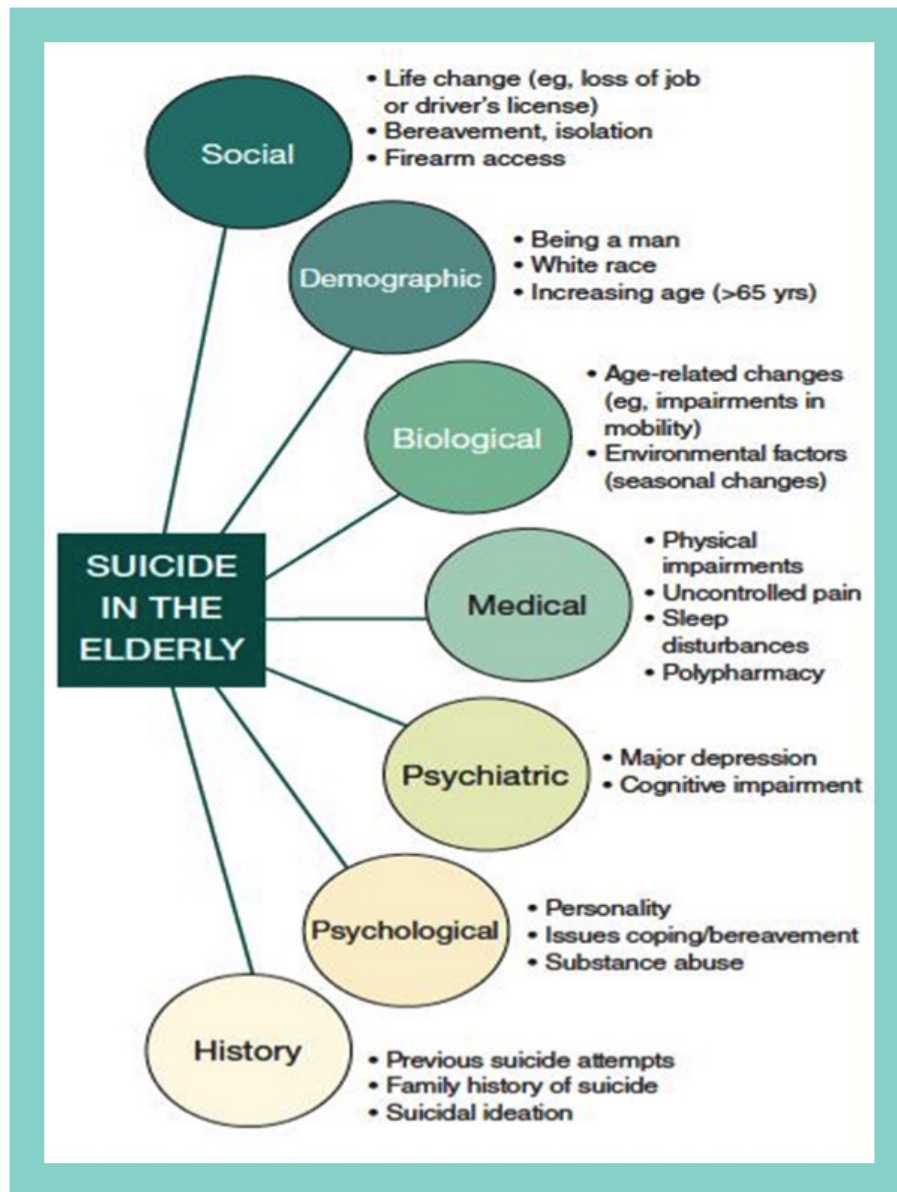 Social
• Life change (eg, loss of job
or driver's license)
• Bereavement, isolation
• Firearm access
Demographic
• Being a man
• White race
• Increasing age (>65 yrs)
Biological
• Age-related changes
(eg, impairments in
mobility)
• Environmental factors
(seasonal changes)
SUICIDE
IN THE
ELDERLY
Medical
• Physical
impairments
• Uncontrolled pain
• Sleep
disturbances
• Polypharmacy
Psychiatric
• Major depression
• Cognitive impairment
Psychological
• Personality
• Issues coping/bereavement
• Substance abuse
History
• Previous suicide attempts
• Family history of suicide
• Suicidal ideation